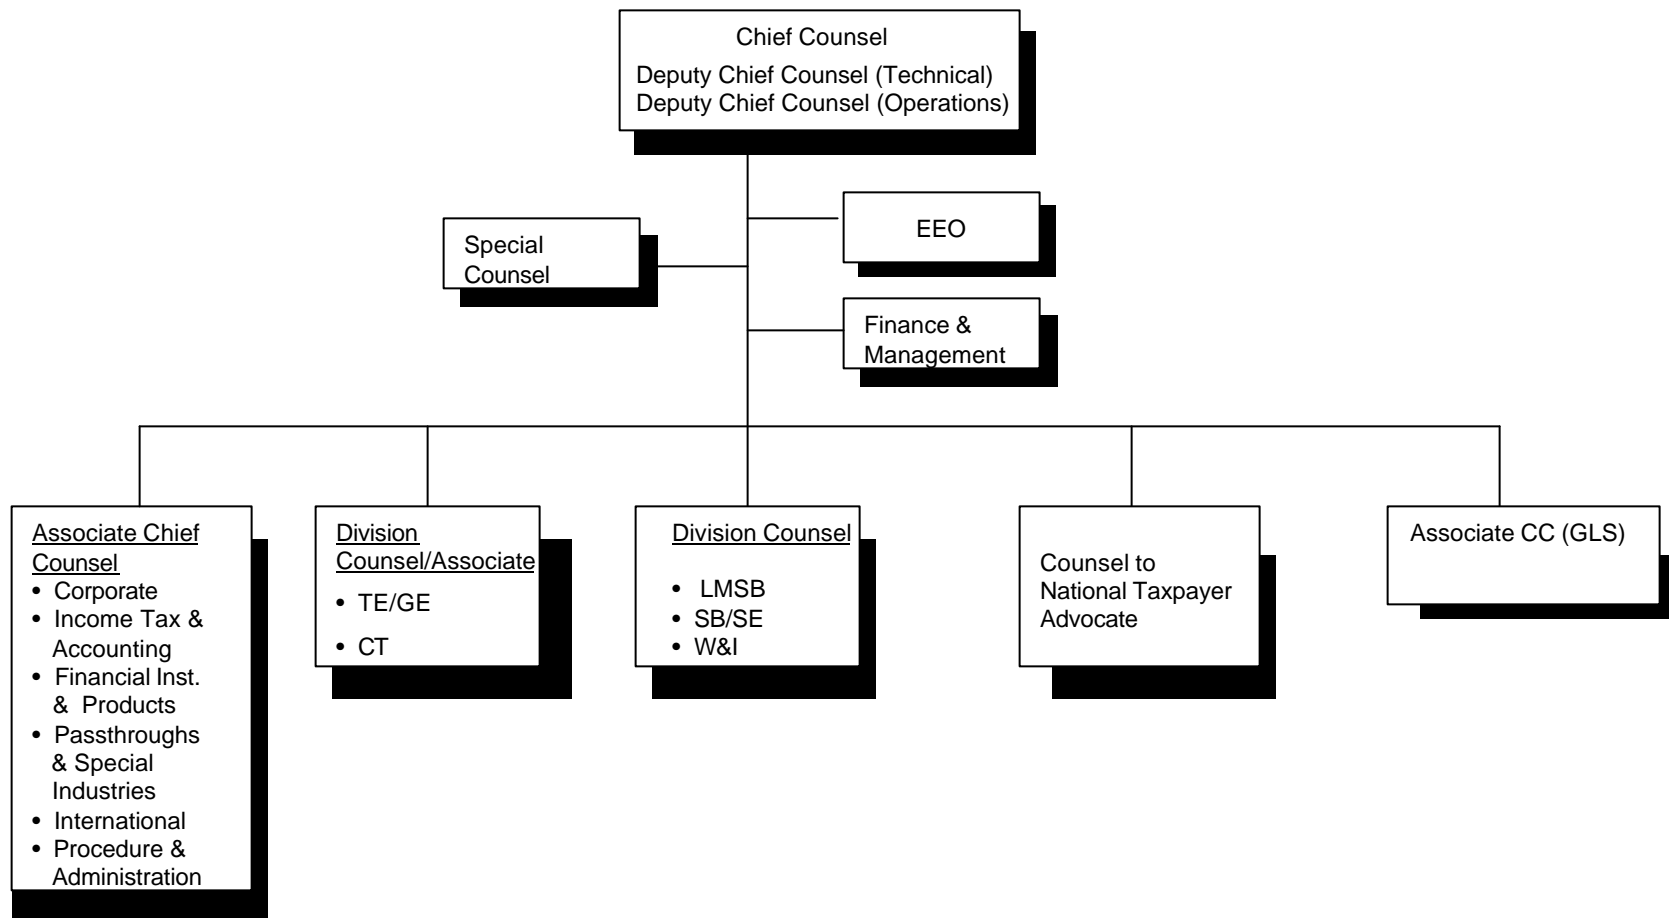 Chief Counsel
Deputy Chief Counsel (Technical)
Deputy Chief Counsel (Operations)
EEO
Special
Counsel
Finance &
Management
Associate Chief
Counsel
• Corporate
• Income Tax &
Accounting
• Financial Inst.
& Products
• Passthroughs
& Special
Industries
• International
• Procedure &
Administration
Division
Counsel/Associate
• TE/GE
• CT
Division Counsel
• LMSB
• SB/SE
• W&I
Counsel to
National Taxpayer
Advocate
Associate CC (GLS)